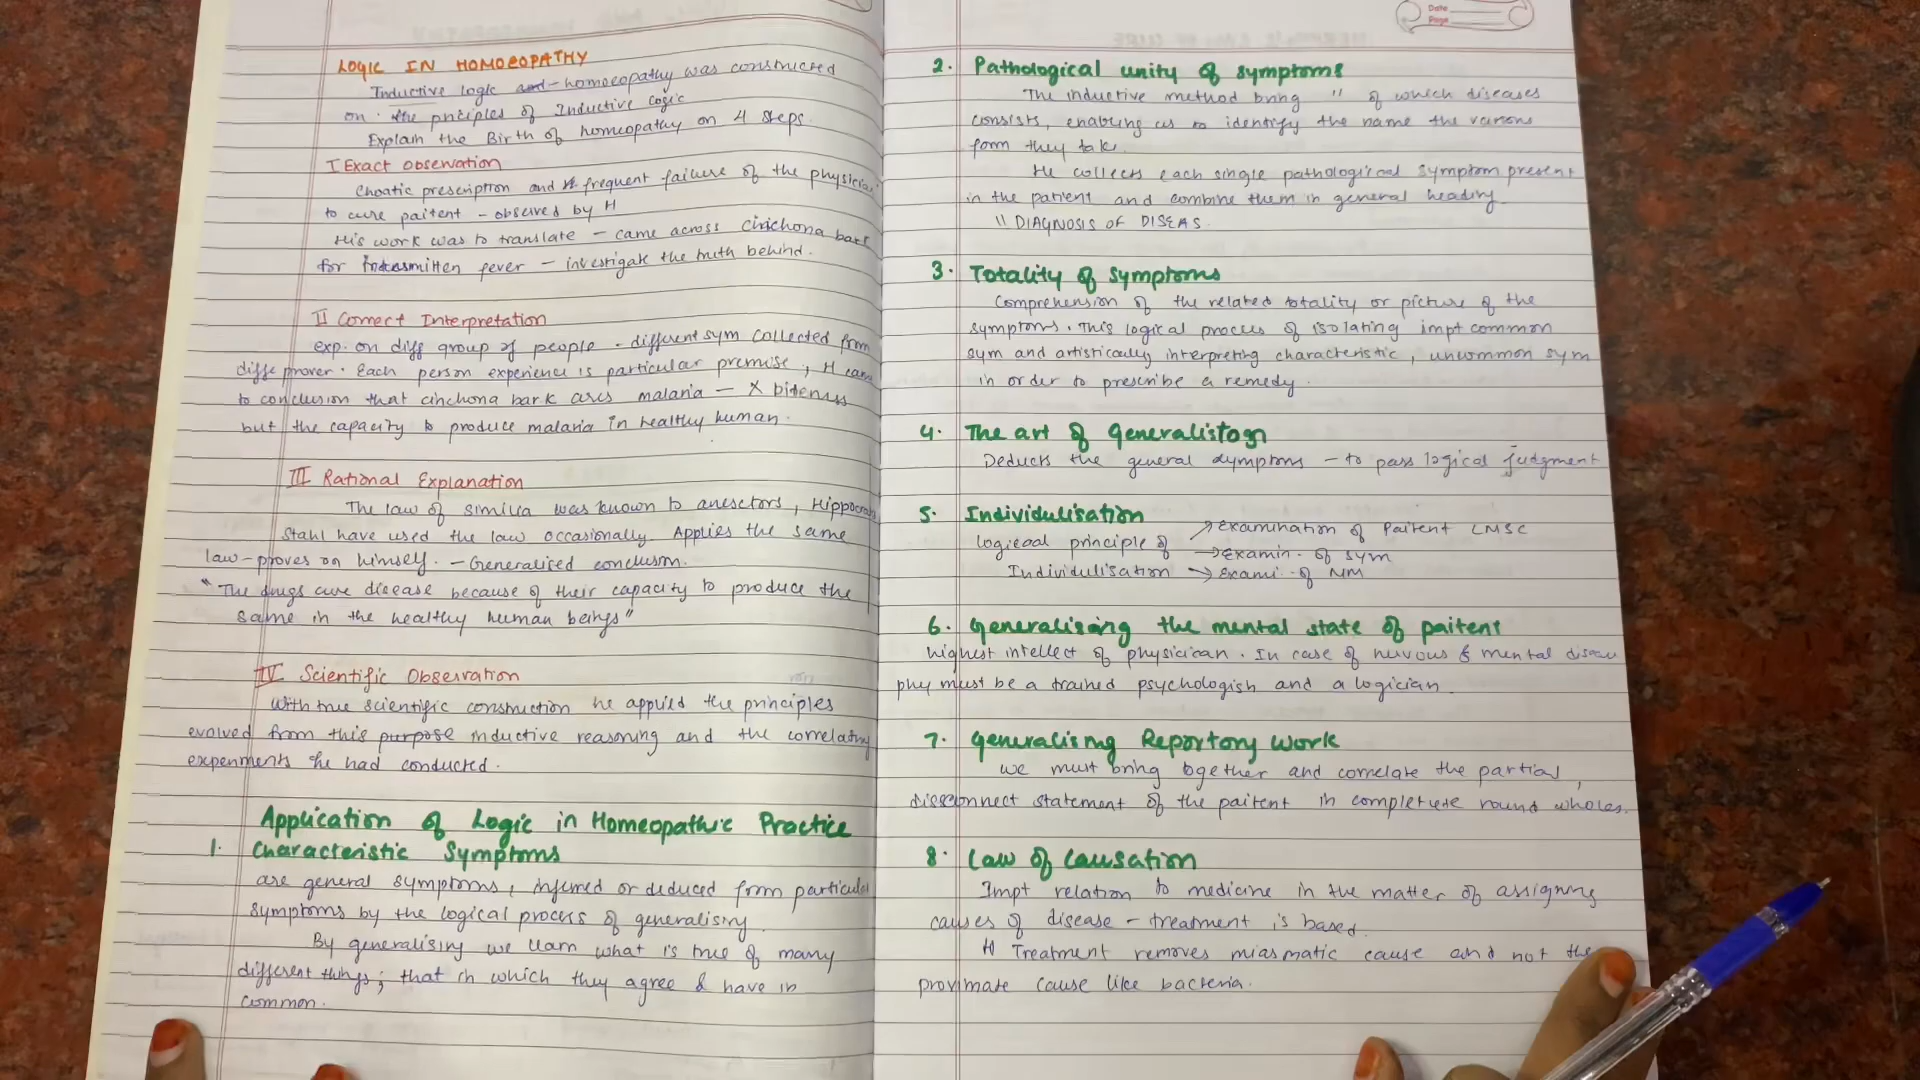 LOGIC IN HOMOEOPATHY
Inductive logic and - homoeopathy was constructed
on the priciples of Inductive Logic
Explain the Birth of homeopathy on 4 steps.
I Exact Observation
Choatic prescription and frequent failure of the physician
to cure paitent - observed by H
His work was to translate - came across cinchona bark
for fever - investigate the truth behind.
II Correct Interpretation
exp. on diff group of people - different sym collected from
diffe prover. Each person experience is particular premise, H came
to conclusion that cinchona bark cures malaria - X bitterness
but the capacity to produce malaria in healthy human.
III Rational Explanation
The law of similia was known to ansectors, Hippocrates
Stahl have used the law occasionally. Applies the same
law - proves on himself. - Generalised conclusion.
"The drugs cure disease because of their capacity to produce the
same in the healthy human beings"
IV Scientific Observation
With true scientific construction he applied the principles
evolved from this purpose inductive reasoning and the correlating
experiments he had conducted.
Application of Logic in Homeopathic Practice
1. Characteristic Symptoms
are general symptoms, inferred or deduced from particular
symptoms by the logical process of generalising.
By generalising we learn what is true of many
different things; that in which they agree & have in
common.
Date
Page
2. Pathological unity of symptoms
The inductive method bring " of which diseases
consists, enabling us to identify the name the various
form they take.
He collects each single pathological symptom present
in the patient and combine them in general heading
" DIAGNOSIS OF DISEAS.
3. Totality of Symptoms
Comprehension of the related totality or picture of the
symptoms. This logical process of isolating impt common
sym and artistically interpreting characteristic, uncommon sym
in order to prescribe a remedy.
4. The art of
Deducts the general symptoms - to pass logical judgment
5. Individulisation
logical principle of → Examination of Paitent LMSC
→ Examin. of sym
Individulisation → Exami. of MM
6. Generalising the mental state of paitent
highest intellect of physicican. In case of nuvous & mental disease
phy must be a trained psychologish and a logician.
7. Generalising Reportory Work
we must bring together and correlate the partial,
dissconnect statement of the paitent in round wholes.
8. Law of Causation
Impt relation to medicine in the matter of assigning
causes of disease - treatment is based.
H Treatment removes miasmatic cause and not the
proximate cause like bacteria.